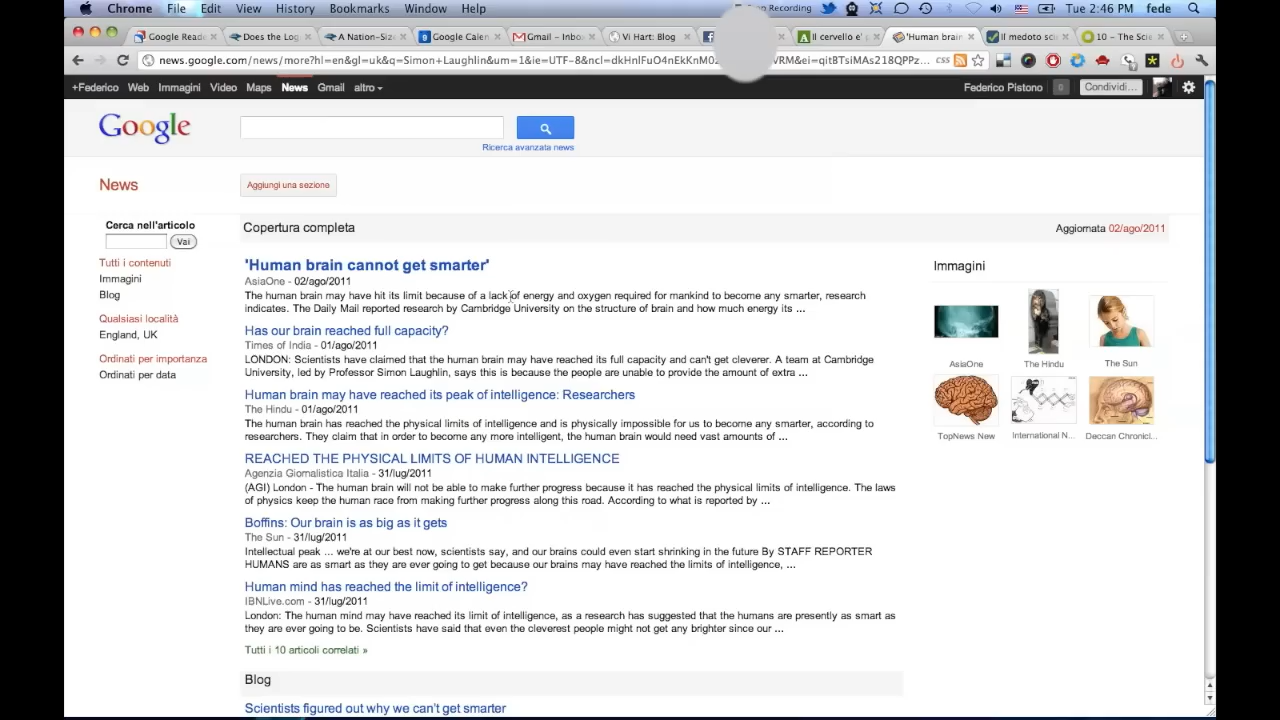 Chrome File Edit View History Bookmarks Window Help
Recording Tue 2:46 PM fede
Google Reade Does the Log A Nation-Siz Google Calen Gmail – Inbo Vi Hart: Blog Il cervello e' 'Human brain Il medoto sc 10 – The Scie
news.google.com/news/more?hl=en&gl=uk&q=Simon+Laughlin&um=1&ie=UTF-8&ncl=
+Federico Web Immagini Video Maps News Gmail altro Federico Pistono 0 Condividi...
Google
Ricerca avanzata news
News
Aggiungi una sezione
Cerca nell'articolo
Vai
Tutti i contenuti
Immagini
Blog
Qualsiasi località
England, UK
Ordinati per importanza
Ordinati per data
Copertura completa
Aggiornata 02/ago/2011
'Human brain cannot get smarter'
AsiaOne - 02/ago/2011
The human brain may have hit its limit because of a lack of energy and oxygen required for mankind to become any smarter, research
indicates. The Daily Mail reported research by Cambridge University on the structure of brain and how much energy its ...
Has our brain reached full capacity?
Times of India - 01/ago/2011
LONDON: Scientists have claimed that the human brain may have reached its full capacity and can't get cleverer. A team at Cambridge
University, led by Professor Simon Laughlin, says this is because the people are unable to provide the amount of extra ...
Human brain may have reached its peak of intelligence: Researchers
The Hindu - 01/ago/2011
The human brain has reached the physical limits of intelligence and is physically impossible for us to become any smarter, according to
researchers. They claim that in order to become any more intelligent, the human brain would need vast amounts of ...
REACHED THE PHYSICAL LIMITS OF HUMAN INTELLIGENCE
Agenzia Giornalistica Italia - 31/lug/2011
(AGI) London - The human brain will not be able to make further progress because it has reached the physical limits of intelligence. The laws
of physics keep the human race from making further progress along this road. According to what is reported by ...
Boffins: Our brain is as big as it gets
The Sun - 31/lug/2011
Intellectual peak ... we're at our best now, scientists say, and our brains could even start shrinking in the future By STAFF REPORTER
HUMANS are as smart as they are ever going to get because our brains may have reached the limits of intelligence, ...
Human mind has reached the limit of intelligence?
IBNLive.com - 31/lug/2011
London: The human mind may have reached its limit of intelligence, as a research has suggested that the humans are presently as smart as
they are ever going to be. Scientists have said that even the cleverest people might not get any brighter since our ...
Tutti i 10 articoli correlati »
Blog
Scientists figured out why we can't get smarter
Immagini
AsiaOne The Hindu The Sun
TopNews New International N... Deccan Chronicl...